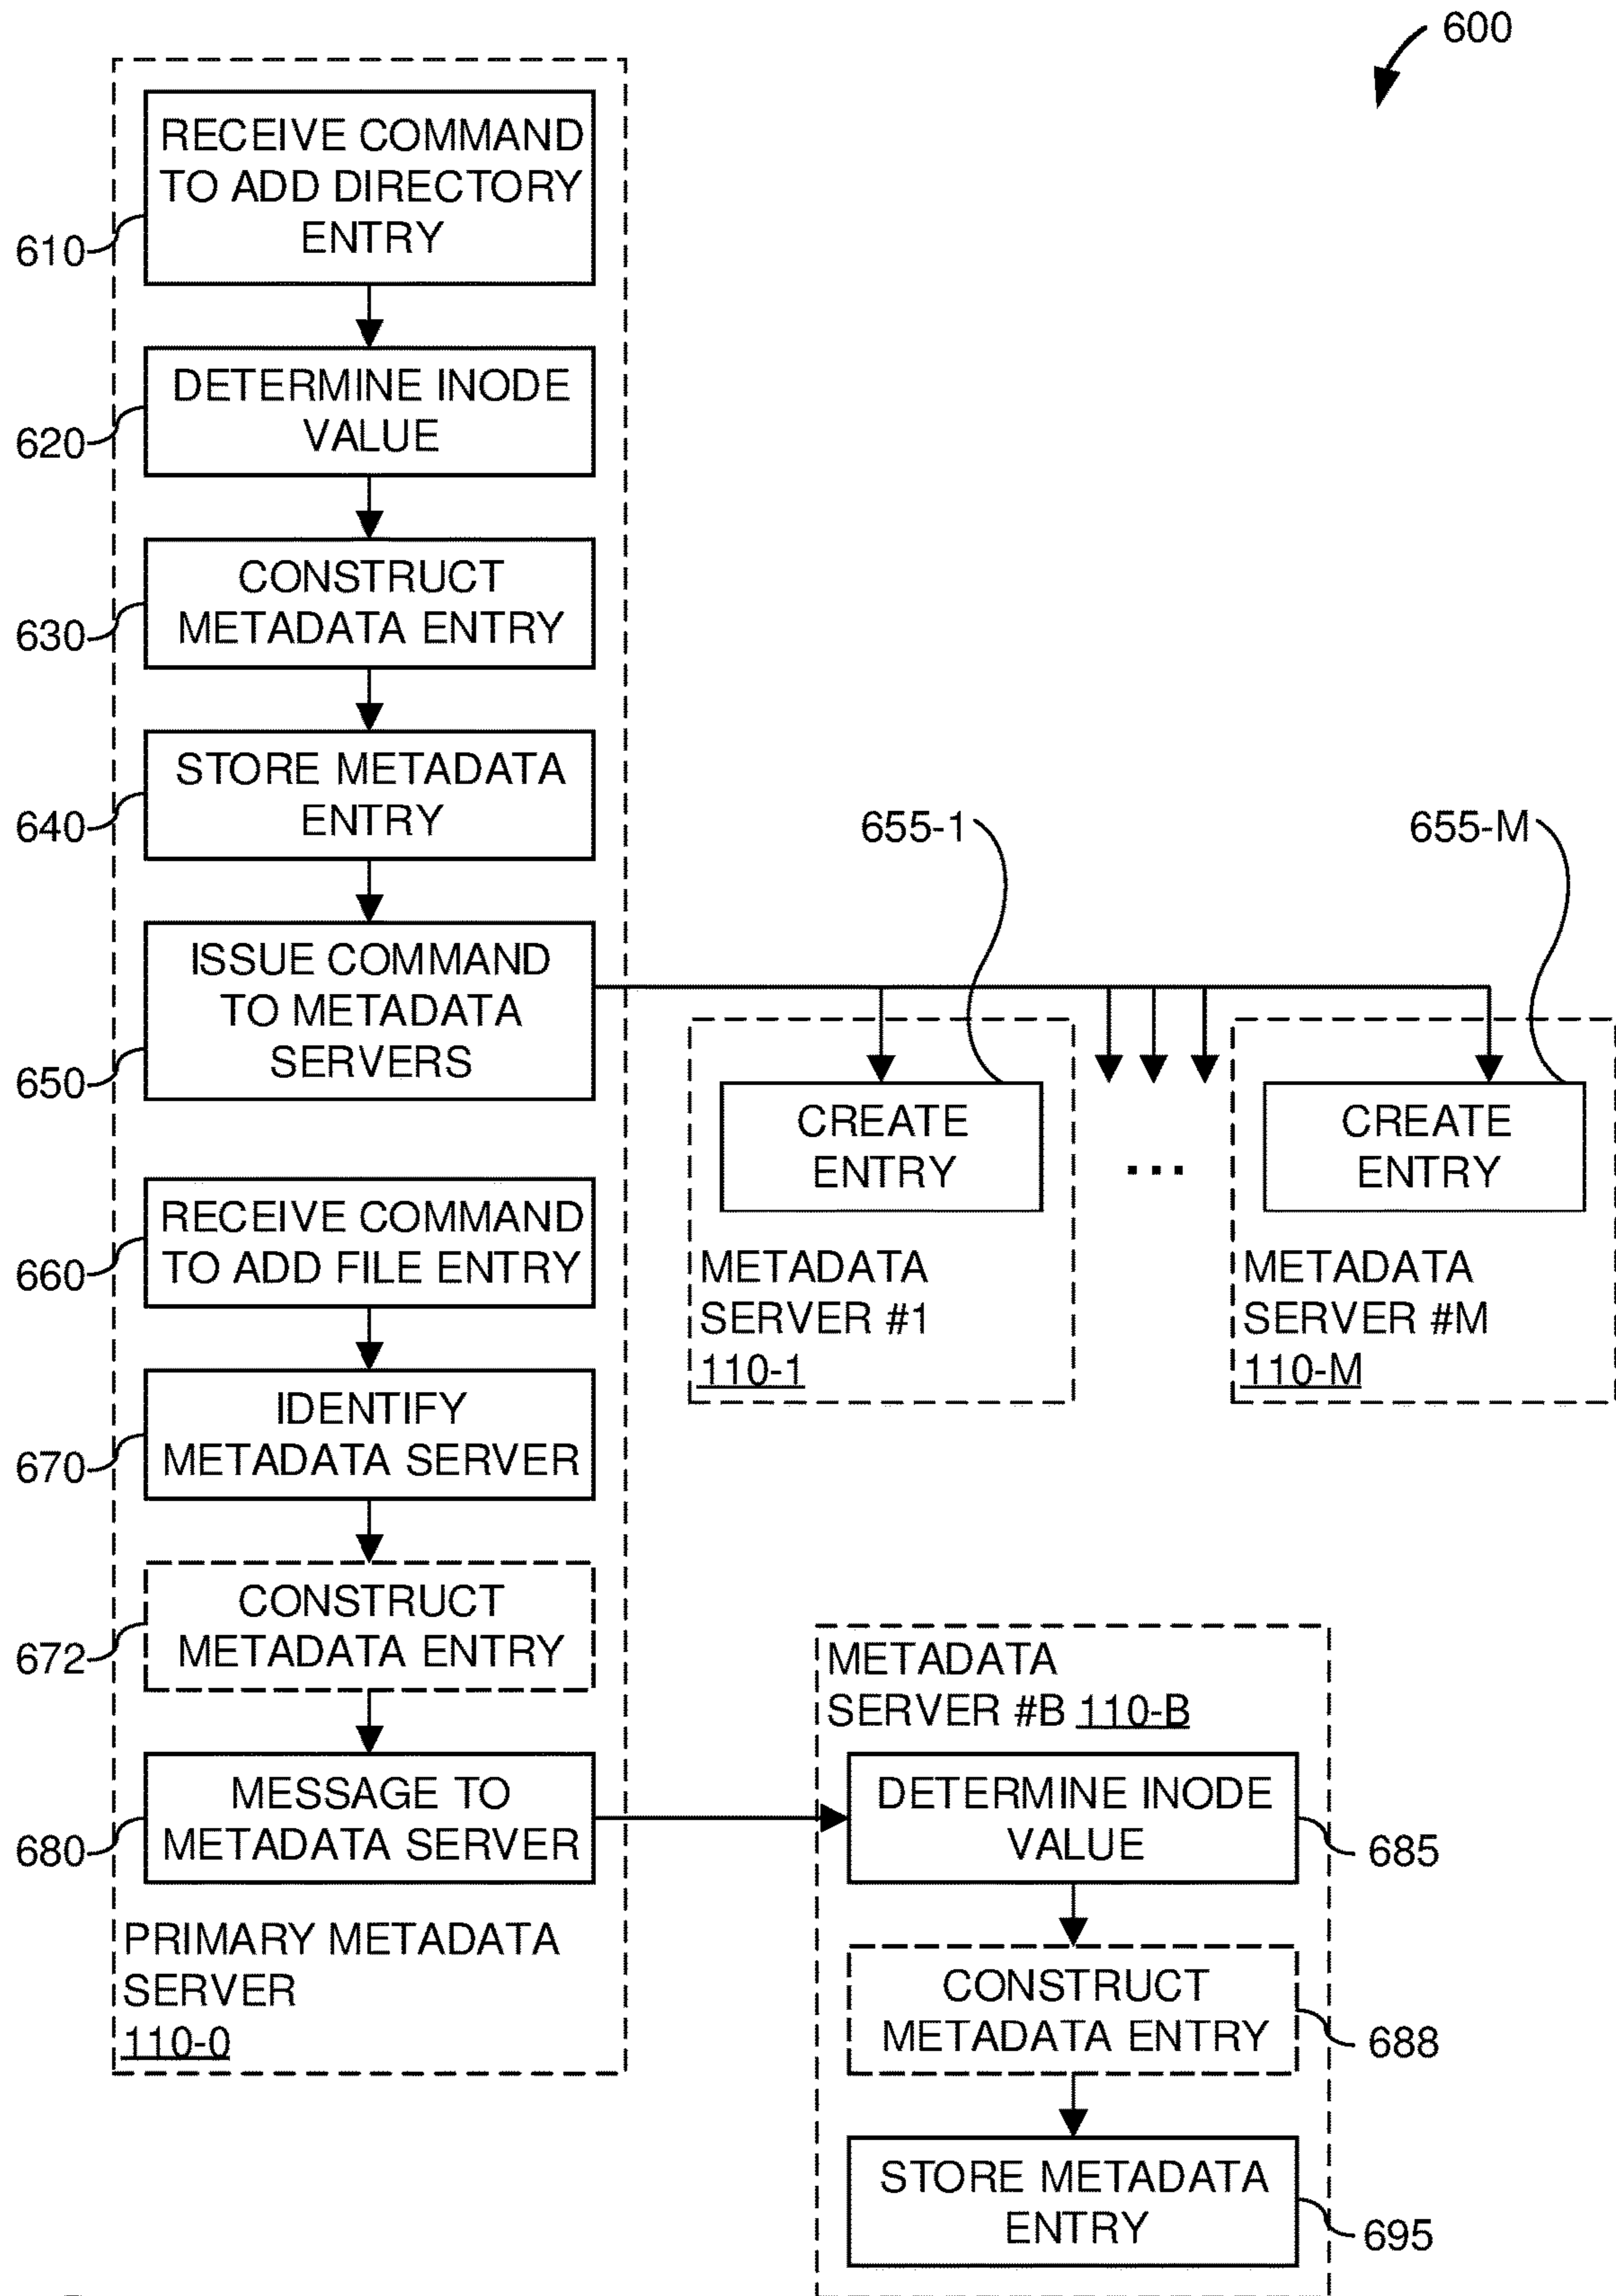 600
RECEIVE COMMAND
TO ADD DIRECTORY
ENTRY
610
DETERMINE INODE
VALUE
620
CONSTRUCT
METADATA ENTRY
630
STORE METADATA
ENTRY
640
ISSUE COMMAND
TO METADATA
SERVERS
650
655-1
655-M
CREATE
ENTRY
METADATA
SERVER #1
110-1
...
CREATE
ENTRY
METADATA
SERVER #M
110-M
RECEIVE COMMAND
TO ADD FILE ENTRY
660
IDENTIFY
METADATA SERVER
670
CONSTRUCT
METADATA ENTRY
672
MESSAGE TO
METADATA SERVER
680
PRIMARY METADATA
SERVER
110-0
METADATA
SERVER #B 110-B
DETERMINE INODE
VALUE
685
CONSTRUCT
METADATA ENTRY
688
STORE METADATA
ENTRY
695